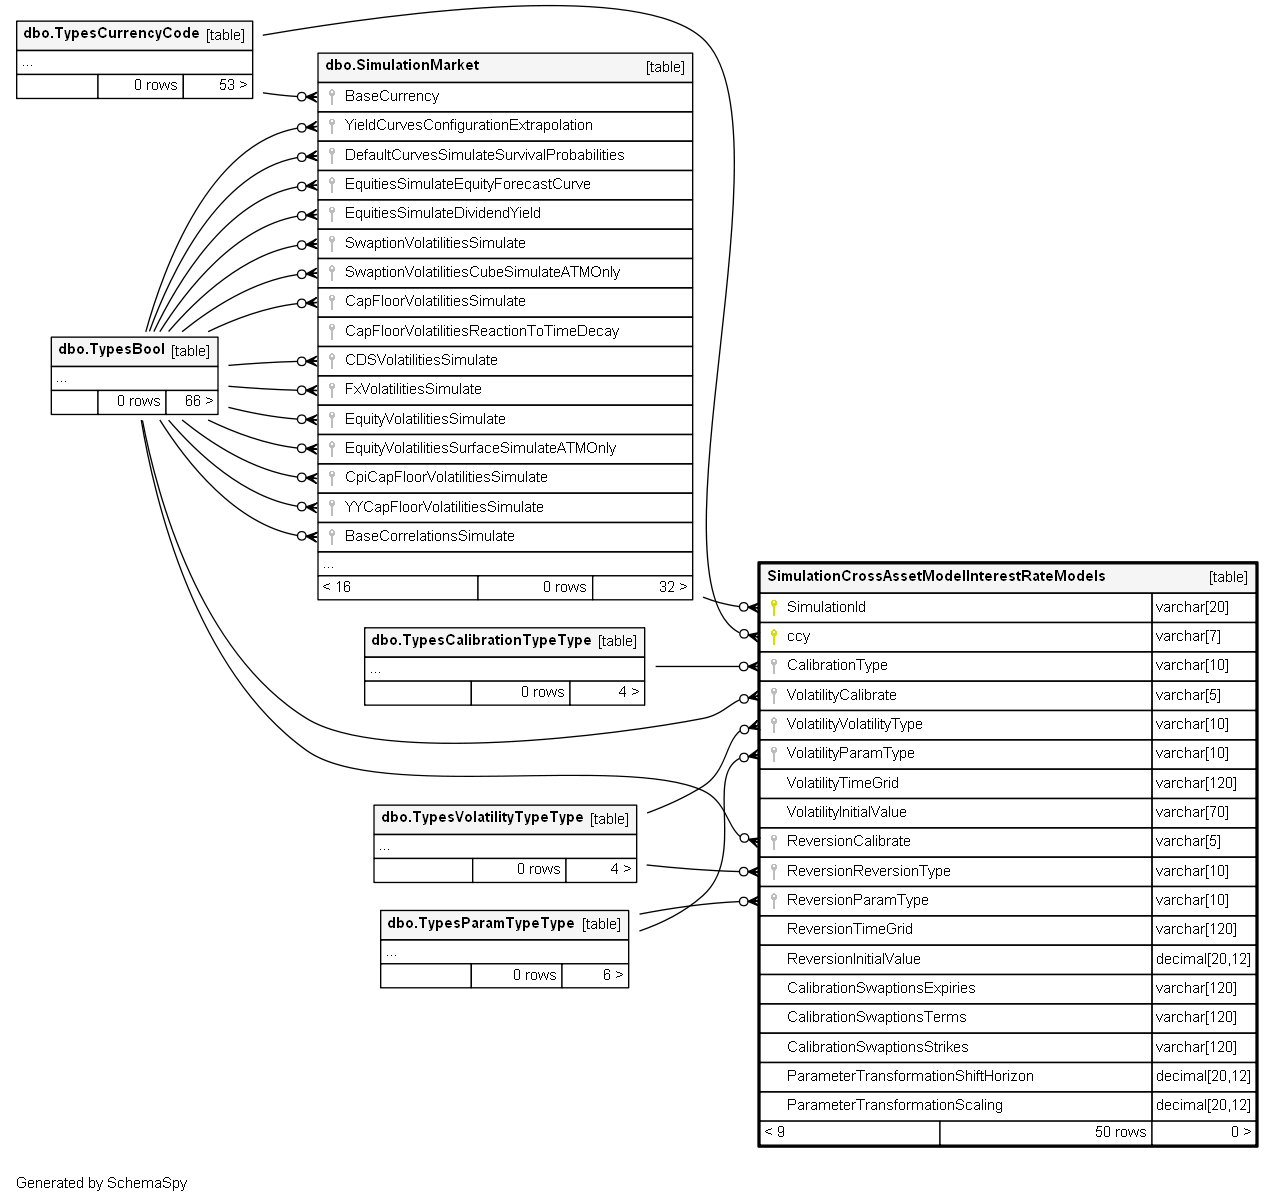 dbo.TypesCurrencyCode [table]
...
0 rows 53 >
dbo.SimulationMarket [table]
BaseCurrency
YieldCurvesConfigurationExtrapolation
DefaultCurvesSimulateSurvivalProbabilities
EquitiesSimulateEquityForecastCurve
EquitiesSimulateDividendYield
SwaptionVolatilitiesSimulate
SwaptionVolatilitiesCubeSimulateATMOnly
CapFloorVolatilitiesSimulate
CapFloorVolatilitiesReactionToTimeDecay
CDSVolatilitiesSimulate
FxVolatilitiesSimulate
EquityVolatilitiesSimulate
EquityVolatilitiesSurfaceSimulateATMOnly
CpiCapFloorVolatilitiesSimulate
YYCapFloorVolatilitiesSimulate
BaseCorrelationsSimulate
...
< 16 0 rows 32 >
dbo.TypesBool [table]
...
0 rows 66 >
dbo.TypesCalibrationTypeType [table]
...
0 rows 4 >
dbo.TypesVolatilityTypeType [table]
...
0 rows 4 >
dbo.TypesParamTypeType [table]
...
0 rows 6 >
SimulationCrossAssetModelInterestRateModels [table]
SimulationId varchar[20]
ccy varchar[7]
CalibrationType varchar[10]
VolatilityCalibrate varchar[5]
VolatilityVolatilityType varchar[10]
VolatilityParamType varchar[10]
VolatilityTimeGrid varchar[120]
VolatilityInitialValue varchar[70]
ReversionCalibrate varchar[5]
ReversionReversionType varchar[10]
ReversionParamType varchar[10]
ReversionTimeGrid varchar[120]
ReversionInitialValue decimal[20,12]
CalibrationSwaptionsExpiries varchar[120]
CalibrationSwaptionsTerms varchar[120]
CalibrationSwaptionsStrikes varchar[120]
ParameterTransformationShiftHorizon decimal[20,12]
ParameterTransformationScaling decimal[20,12]
< 9 50 rows 0 >
Generated by SchemaSpy